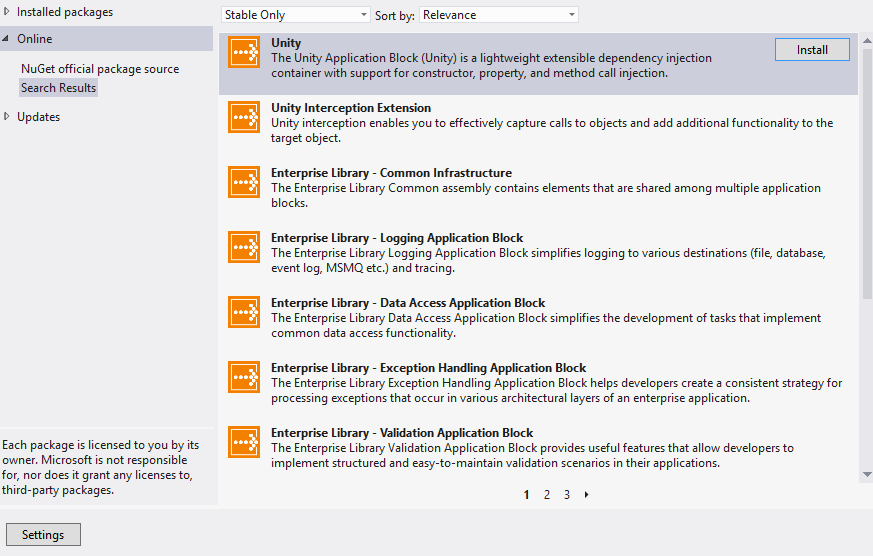 Installed packages
Stable Only
Sort by:
Relevance
Online
NuGet official package source
Search Results
Updates
Unity
Install
The Unity Application Block (Unity) is a lightweight extensible dependency injection
container with support for constructor, property, and method call injection.
Unity Interception Extension
Unity interception enables you to effectively capture calls to objects and add additional functionality to the
target object.
Enterprise Library - Common Infrastructure
The Enterprise Library Common assembly contains elements that are shared among multiple application
blocks.
Enterprise Library - Logging Application Block
The Enterprise Library Logging Application Block simplifies logging to various destinations (file, database,
event log, MSMQ etc.) and tracing.
Enterprise Library - Data Access Application Block
The Enterprise Library Data Access Application Block simplifies the development of tasks that implement
common data access functionality.
Enterprise Library - Exception Handling Application Block
The Enterprise Library Exception Handling Application Block helps developers create a consistent strategy for
processing exceptions that occur in various architectural layers of an enterprise application.
Enterprise Library - Validation Application Block
The Enterprise Library Validation Application Block provides useful features that allow developers to
implement structured and easy-to-maintain validation scenarios in their applications.
Each package is licensed to you by its
owner. Microsoft is not responsible
for, nor does it grant any licenses to,
third-party packages.
1 2 3
Settings